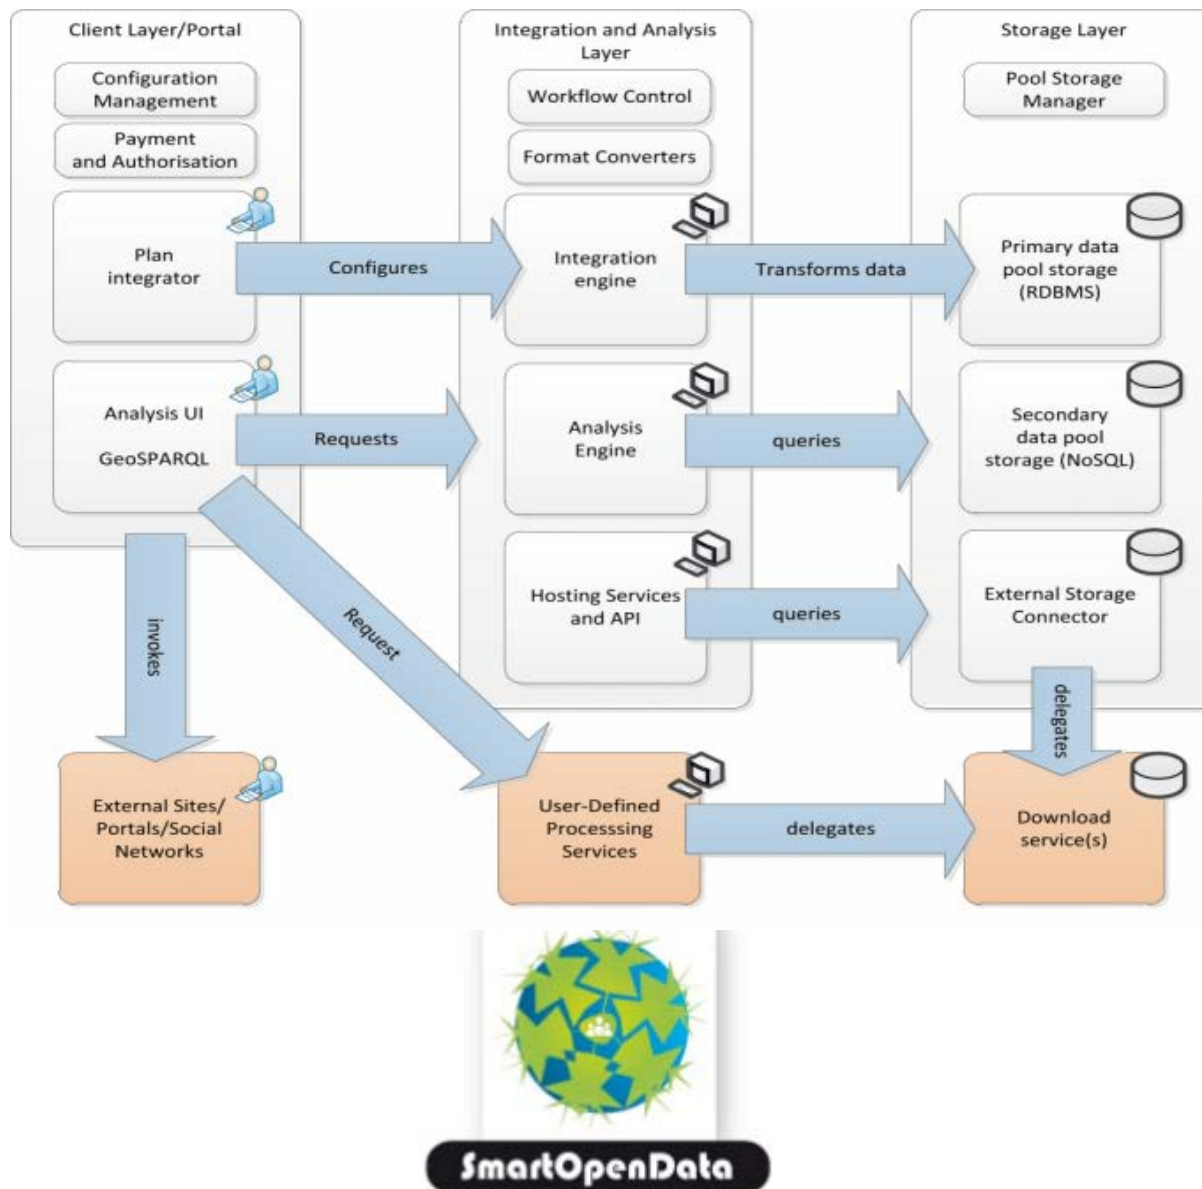 Client Layer/Portal
Configuration
Management
Payment
and Authorisation
Plan
integrator
Analysis UI
GeoSPARQL
Configures
Requests
Request
invokes
Integration and Analysis
Layer
Workflow Control
Format Converters
Integration
engine
Analysis
Engine
Hosting Services
and API
Transforms data
queries
queries
Storage Layer
Pool Storage
Manager
Primary data
pool storage
(RDBMS)
Secondary
data pool
storage (NoSQL)
External Storage
Connector
delegates
External Sites/
Portals/Social
Networks
User-Defined
Processsing
Services
delegates
Download
service(s)
SmartOpenData